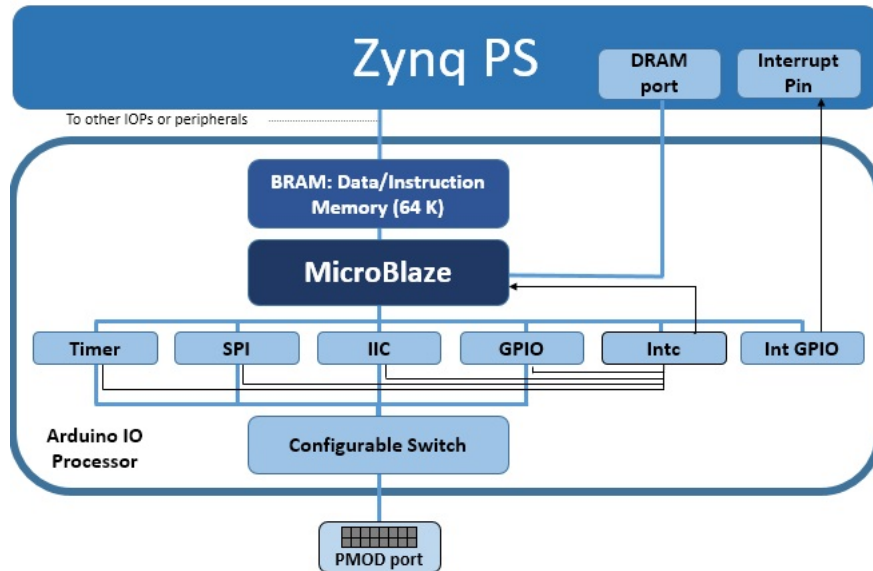 Zynq PS
DRAM
port
Interrupt
Pin
To other IOPs or peripherals
BRAM: Data/Instruction
Memory (64 K)
MicroBlaze
Timer
SPI
IIC
GPIO
Intc
Int GPIO
Arduino IO
Processor
Configurable Switch
PMOD port